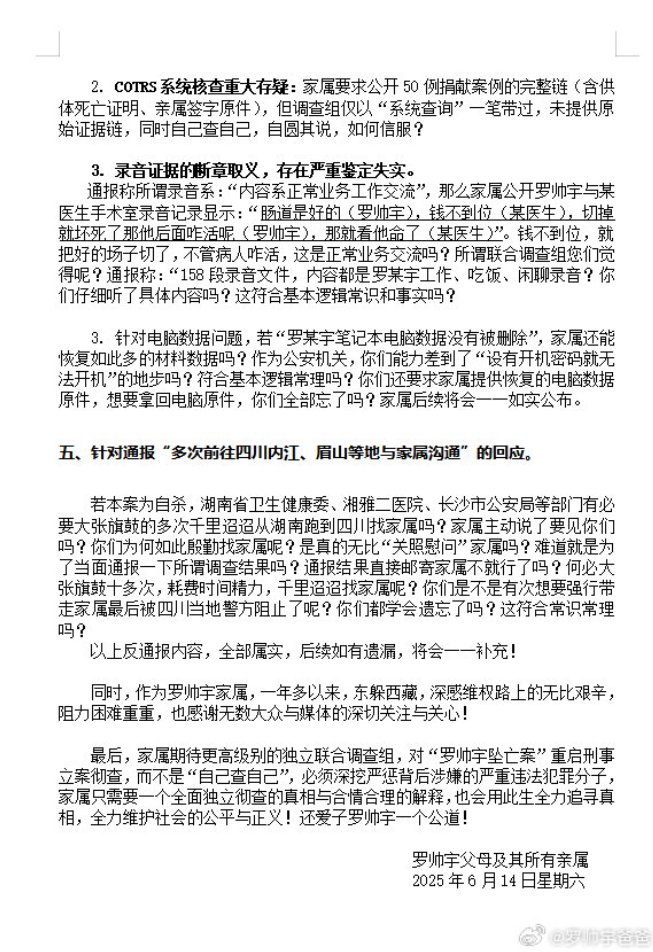 2. COTRS 系统核查重大存疑：家属要求公开 50 例捐献案例的完整链（含供
体死亡证明、亲属签字原件），但调查组仅以“系统查询”一笔带过，未提供原
始证据链，同时自己查自己，自圆其说，如何信服？
3. 录音证据的断章取义，存在严重鉴定失实。
通报称所谓录音系：“内容系正常业务工作交流”，那么家属公开罗帅宇与某
医生手术室录音记录显示：“肠道是好的（罗帅宇），钱不到位（某医生），切掉
就坏死了那他后面咋活呢（罗帅宇），那就看他命了（某医生）”。钱不到位，就
把好的场子切了，不管病人咋活，这是正常业务交流吗？所谓联合调查组您们觉
得呢？通报称：“158 段录音文件，内容都是罗某宇工作、吃饭、闲聊录音？你
们仔细听了具体内容吗？这符合基本逻辑常识和事实吗？
3. 针对电脑数据问题，若“罗某宇笔记本电脑数据没有被删除”，家属还能
恢复如此多的材料数据吗？作为公安机关，你们能力差到了“设有开机密码就无
法开机”的地步吗？符合基本逻辑常理吗？你们还要求家属提供恢复的电脑数据
原件，想要拿回电脑原件，你们全部忘了吗？家属后续将会一一如实公布。
五、针对通报“多次前往四川内江、眉山等地与家属沟通”的回应。
若本案为自杀，湖南省卫生健康委、湘雅二医院、长沙市公安局等部门有必
要大张旗鼓的多次千里迢迢从湖南跑到四川找家属吗？家属主动说了要见你们
吗？你们为何如此殷勤找家属呢？是真的无比“关照慰问”家属吗？难道就是为
了当面通报一下所谓调查结果吗？通报结果直接邮寄家属不就行了吗？何必大
张旗鼓十多次，耗费时间精力，千里迢迢找家属呢？你们是不是有次想要强行带
走家属最后被四川当地警方阻止了呢？你们都学会遗忘了吗？这符合常识常理
吗？
以上反通报内容，全部属实，后续如有遗漏，将会一一补充！
同时，作为罗帅宇家属，一年多以来，东躲西藏，深感维权路上的无比艰辛，
阻力困难重重，也感谢无数大众与媒体的深切关注与关心！
最后，家属期待更高级别的独立联合调查组，对“罗帅宇坠亡案”重启刑事
立案彻查，而不是“自己查自己”，必须深挖严惩背后涉嫌的严重违法犯罪分子，
家属只需要一个全面独立彻查的真相与合情合理的解释，也会用此生全力追寻真
相，全力维护社会的公平与正义！还爱子罗帅宇一个公道！
罗帅宇父母及其所有亲属
2025 年 6 月 14 日星期六
@罗帅宇爸爸